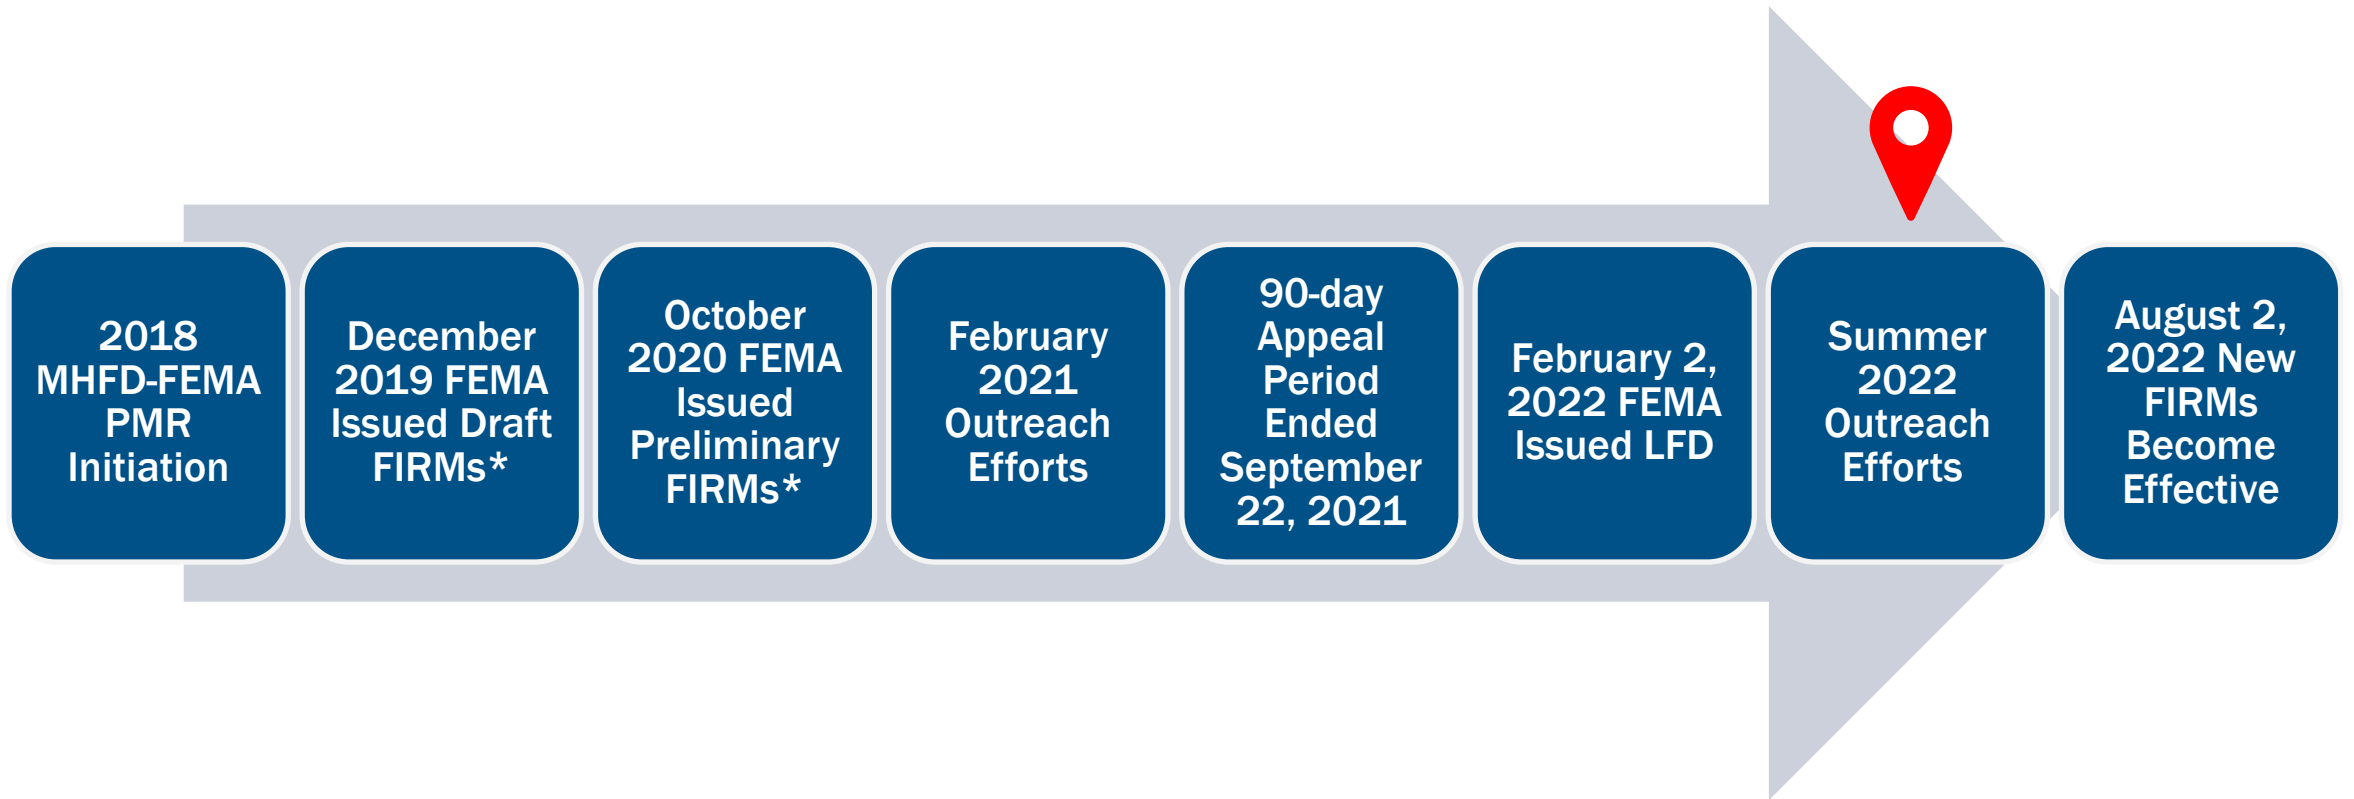 2018
MHFD-FEMA
PMR
Initiation
December
2019 FEMA
Issued Draft
FIRMs*
October
2020 FEMA
Issued
Preliminary
FIRMs*
February
2021
Outreach
Efforts
90-day
Appeal
Period
Ended
September
22, 2021
February 2,
2022 FEMA
Issued LFD
Summer
2022
Outreach
Efforts
August 2,
2022 New
FIRMs
Become
Effective